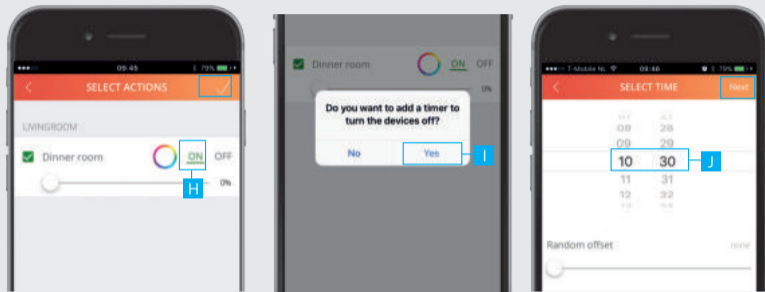 09:45
79%
SELECT ACTIONS
LIVINGROOM
Dinner room ON OFF
H
0%
Dinner room ON OFF
0%
Do you want to add a timer to
turn the devices off?
No Yes
I
T-Mobile NL 09:46 79%
SELECT TIME Next
08 28
09 29
10 30
J
11 31
12 32
Random offset none